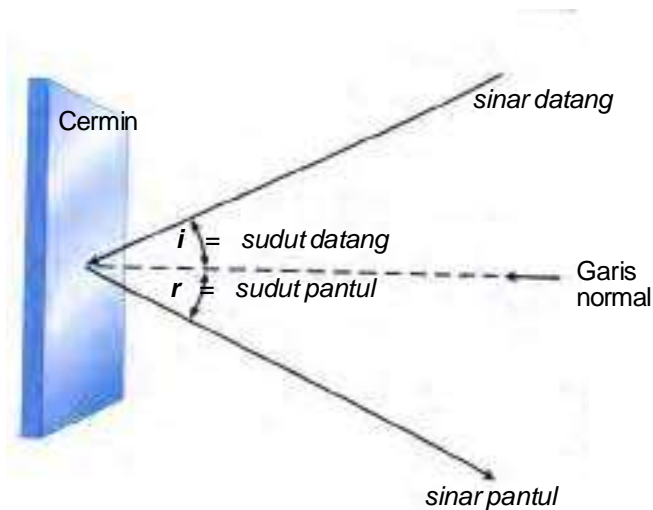 sinar datang
Cermin
i = sudut datang
r = sudut pantul
Garis
normal
sinar pantul